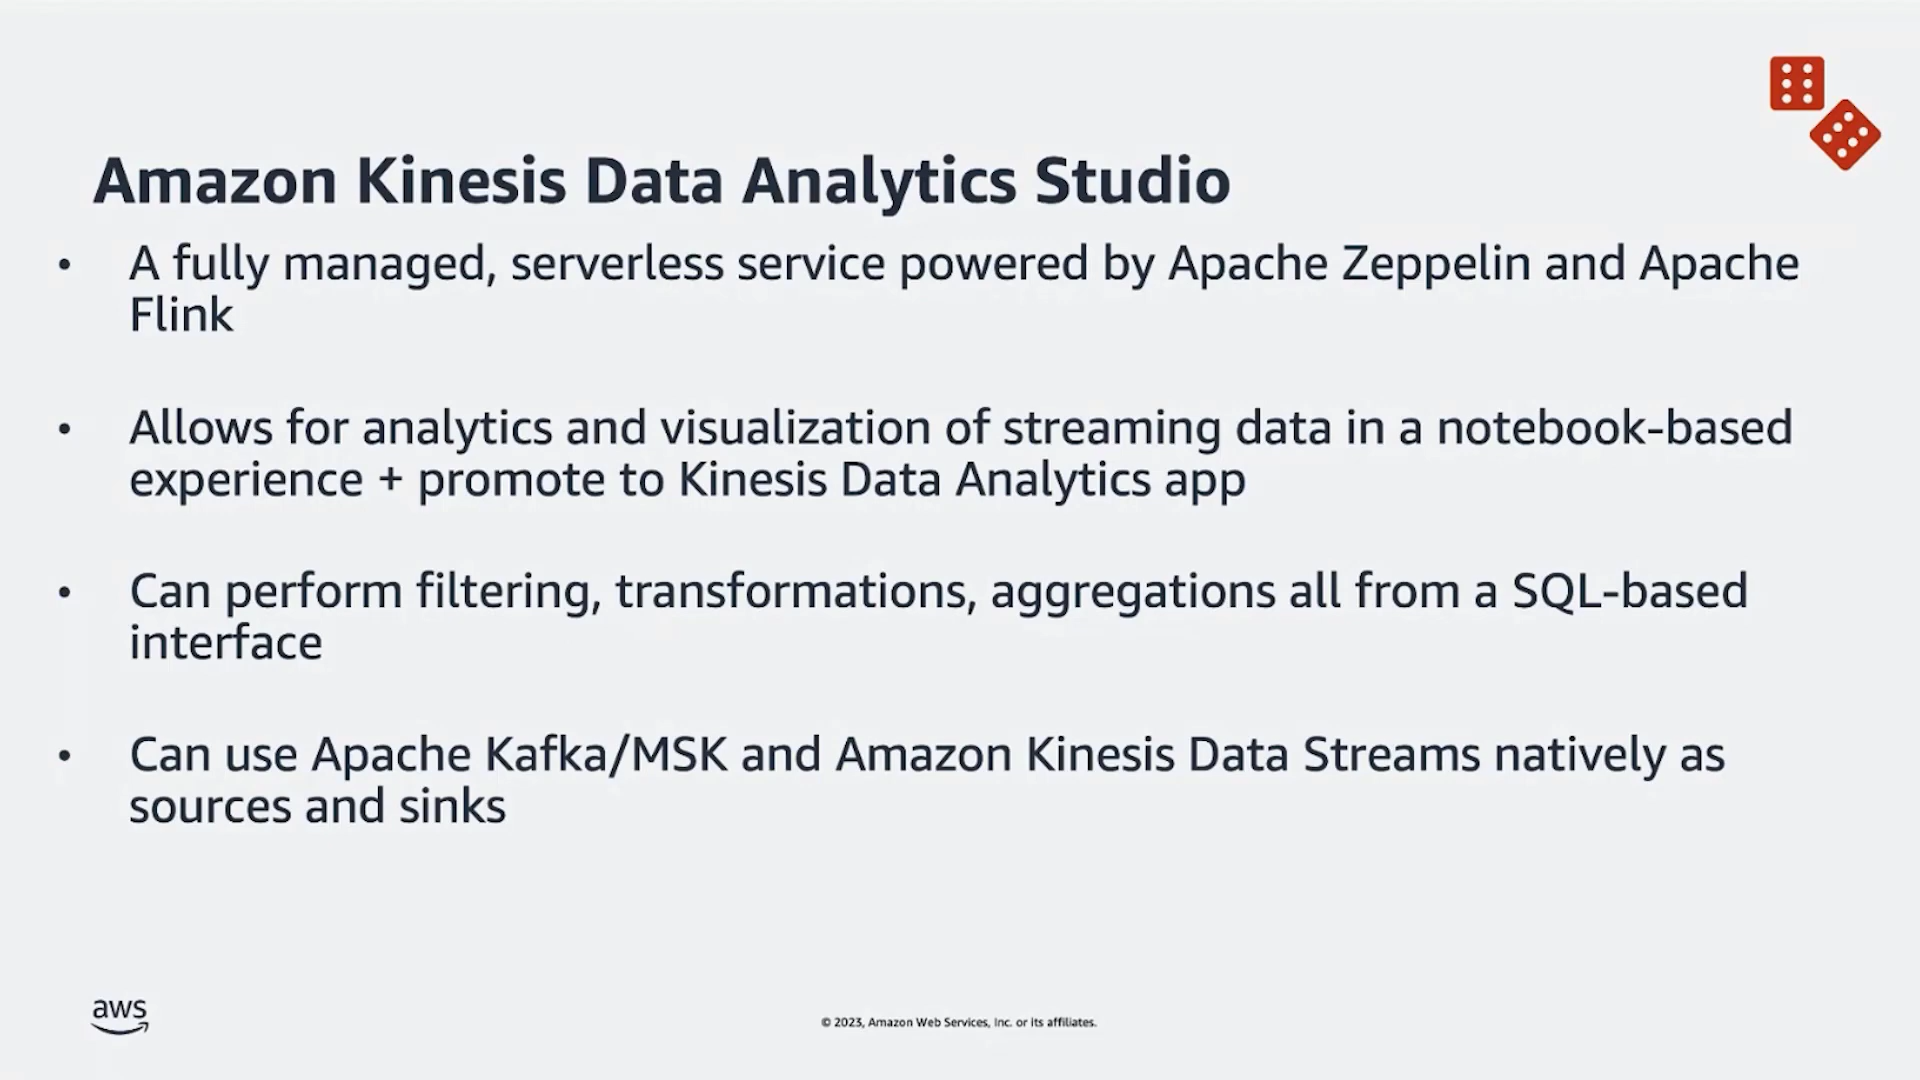 Amazon Kinesis Data Analytics Studio
• A fully managed, serverless service powered by Apache Zeppelin and Apache
Flink
• Allows for analytics and visualization of streaming data in a notebook-based
experience + promote to Kinesis Data Analytics app
• Can perform filtering, transformations, aggregations all from a SQL-based
interface
• Can use Apache Kafka/MSK and Amazon Kinesis Data Streams natively as
sources and sinks
aws
© 2023, Amazon Web Services, Inc. or its affiliates.